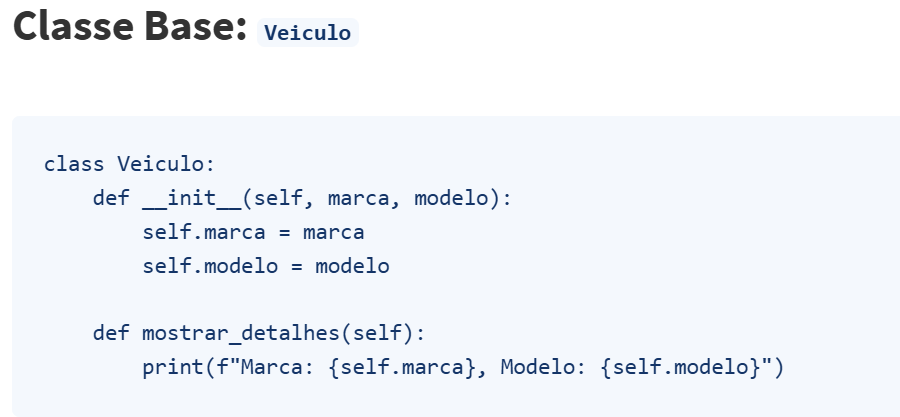 Classe Base: Veiculo
class Veiculo:
    def __init__(self, marca, modelo):
        self.marca = marca
        self.modelo = modelo
    def mostrar_detalhes(self):
        print(f"Marca: {self.marca}, Modelo: {self.modelo}")